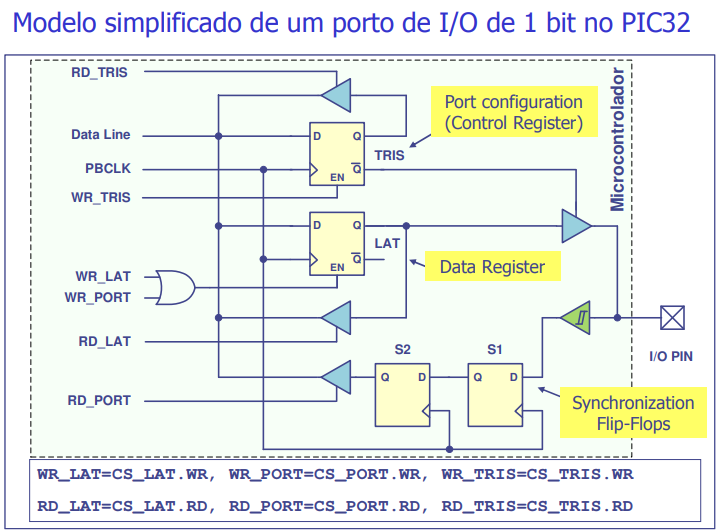 Modelo simplificado de um porto de I/O de 1 bit no PIC32
RD_TRIS
Port configuration
(Control Register)
Microcontrolador
Data Line
D
Q
TRIS
PBCLK
Q
EN
WR_TRIS
D
Q
LAT
Q
EN
Data Register
WR_LAT
WR_PORT
RD_LAT
I/O PIN
S2
S1
Q
D
Q
D
RD_PORT
Synchronization
Flip-Flops
WR_LAT=CS_LAT.WR, WR_PORT=CS_PORT.WR, WR_TRIS=CS_TRIS.WR
RD_LAT=CS_LAT.RD, RD_PORT=CS_PORT.RD, RD_TRIS=CS_TRIS.RD